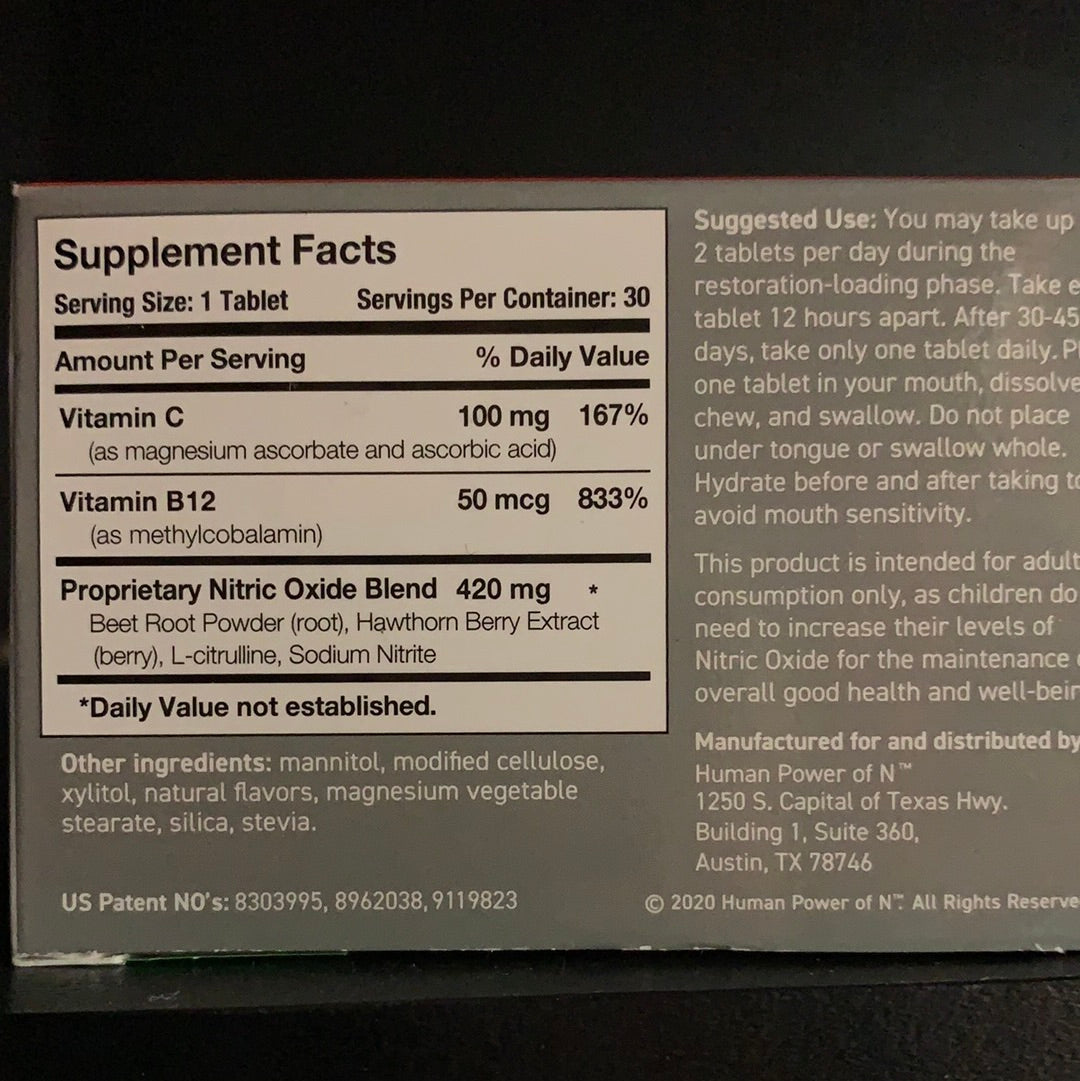 Supplement Facts
Serving Size: 1 Tablet Servings Per Container: 30
Amount Per Serving % Daily Value
Vitamin C 100 mg 167%
(as magnesium ascorbate and ascorbic acid)
Vitamin B12 50 mcg 833%
(as methylcobalamin)
Proprietary Nitric Oxide Blend 420 mg *
Beet Root Powder (root), Hawthorn Berry Extract
(berry), L-citrulline, Sodium Nitrite
*Daily Value not established.
Other ingredients: mannitol, modified cellulose,
xylitol, natural flavors, magnesium vegetable
stearate, silica, stevia.
US Patent NO's: 8303995, 8962038, 9119823
Suggested Use: You may take up
2 tablets per day during the
restoration-loading phase. Take
tablet 12 hours apart. After 30-45
days, take only one tablet daily.
one tablet in your mouth, dissolve
chew, and swallow. Do not place
under tongue or swallow whole.
Hydrate before and after taking
avoid mouth sensitivity.
This product is intended for adult
consumption only, as children do
need to increase their levels of
Nitric Oxide for the maintenance
overall good health and
Manufactured for and distributed by
Human Power of N™
1250 S. Capital of Texas Hwy.
Building 1, Suite 360,
Austin, TX 78746
© 2020 Human Power of N™. All Rights